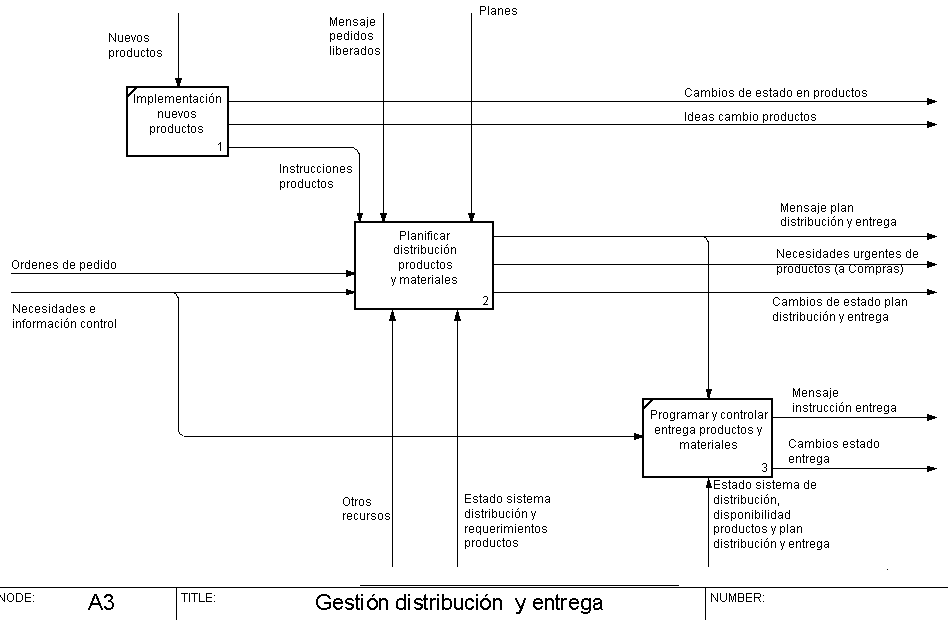 Planes
Mensaje
pedidos
liberados
Nuevos
productos
Implementación
nuevos
productos
1
Cambios de estado en productos
Ideas cambio productos
Instrucciones
productos
Mensaje plan
distribución y entrega
Planificar
distribución
productos
y materiales
2
Necesidades urgentes de
productos (a Compras)
Ordenes de pedido
Necesidades e
información control
Cambios de estado plan
distribución y entrega
Mensaje
instrucción entrega
Programar y controlar
entrega productos y
materiales
3
Cambios estado
entrega
Otros
recursos
Estado sistema
distribución y
requerimientos
productos
Estado sistema de
distribución,
disponibilidad
productos y plan
distribución y entrega
NODE:
A3
TITLE:
Gestión distribución y entrega
NUMBER: